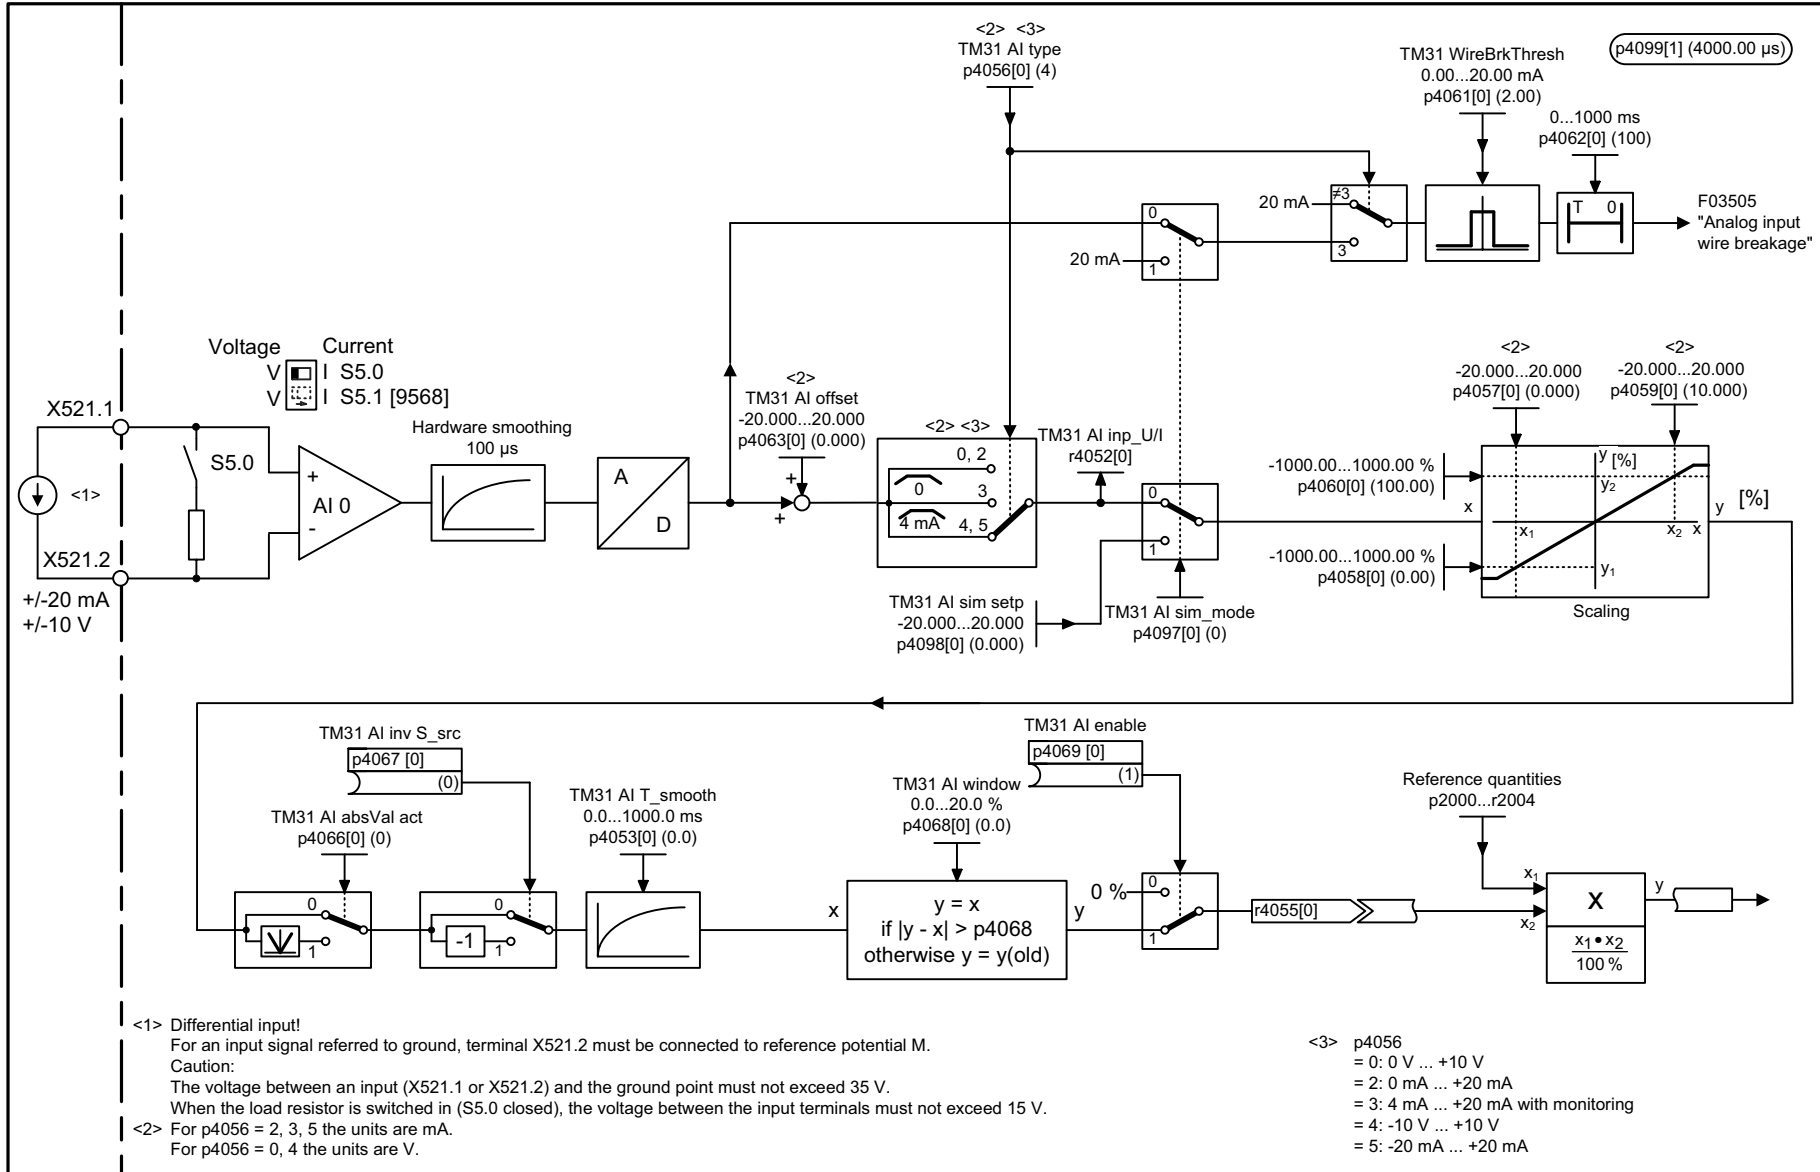 <2> <3>
TM31 AI type
p4056[0] (4)
p4099[1] (4000.00 µs)
TM31 WireBrkThresh
0.00...20.00 mA
p4061[0] (2.00)
0...1000 ms
p4062[0] (100)
20 mA
≠3
3
T 0
F03505
"Analog input
wire breakage"
0
20 mA
1
Voltage Current
V I S5.0
V I S5.1 [9568]
X521.1
S5.0
<1>
X521.2
+/-20 mA
+/-10 V
+
AI 0
-
Hardware smoothing
100 µs
A
D
<2>
TM31 AI offset
-20.000...20.000
p4063[0] (0.000)
+
+
<2> <3>
0, 2
0
3
4 mA
4, 5
TM31 AI inp_U/I
r4052[0]
0
1
TM31 AI sim setp
-20.000...20.000
p4098[0] (0.000)
TM31 AI sim_mode
p4097[0] (0)
<2>
-20.000...20.000
p4057[0] (0.000)
<2>
-20.000...20.000
p4059[0] (10.000)
-1000.00...1000.00 %
p4060[0] (100.00)
-1000.00...1000.00 %
p4058[0] (0.00)
x
y [%]
y2
x1
x2 x
y1
y [%]
Scaling
TM31 AI inv S_src
p4067 [0]
(0)
TM31 AI absVal act
p4066[0] (0)
0
1
0
-1
1
TM31 AI T_smooth
0.0...1000.0 ms
p4053[0] (0.0)
TM31 AI window
0.0...20.0 %
p4068[0] (0.0)
x
y = x
if |y - x| > p4068
otherwise y = y(old)
y
TM31 AI enable
p4069 [0]
(1)
0 %
0
1
r4055[0]
Reference quantities
p2000...r2004
x1
x2
X
x1 • x2
100 %
y
<1> Differential input!
For an input signal referred to ground, terminal X521.2 must be connected to reference potential M.
Caution:
The voltage between an input (X521.1 or X521.2) and the ground point must not exceed 35 V.
When the load resistor is switched in (S5.0 closed), the voltage between the input terminals must not exceed 15 V.
<2> For p4056 = 2, 3, 5 the units are mA.
For p4056 = 0, 4 the units are V.
<3> p4056
= 0: 0 V ... +10 V
= 2: 0 mA ... +20 mA
= 3: 4 mA ... +20 mA with monitoring
= 4: -10 V ... +10 V
= 5: -20 mA ... +20 mA